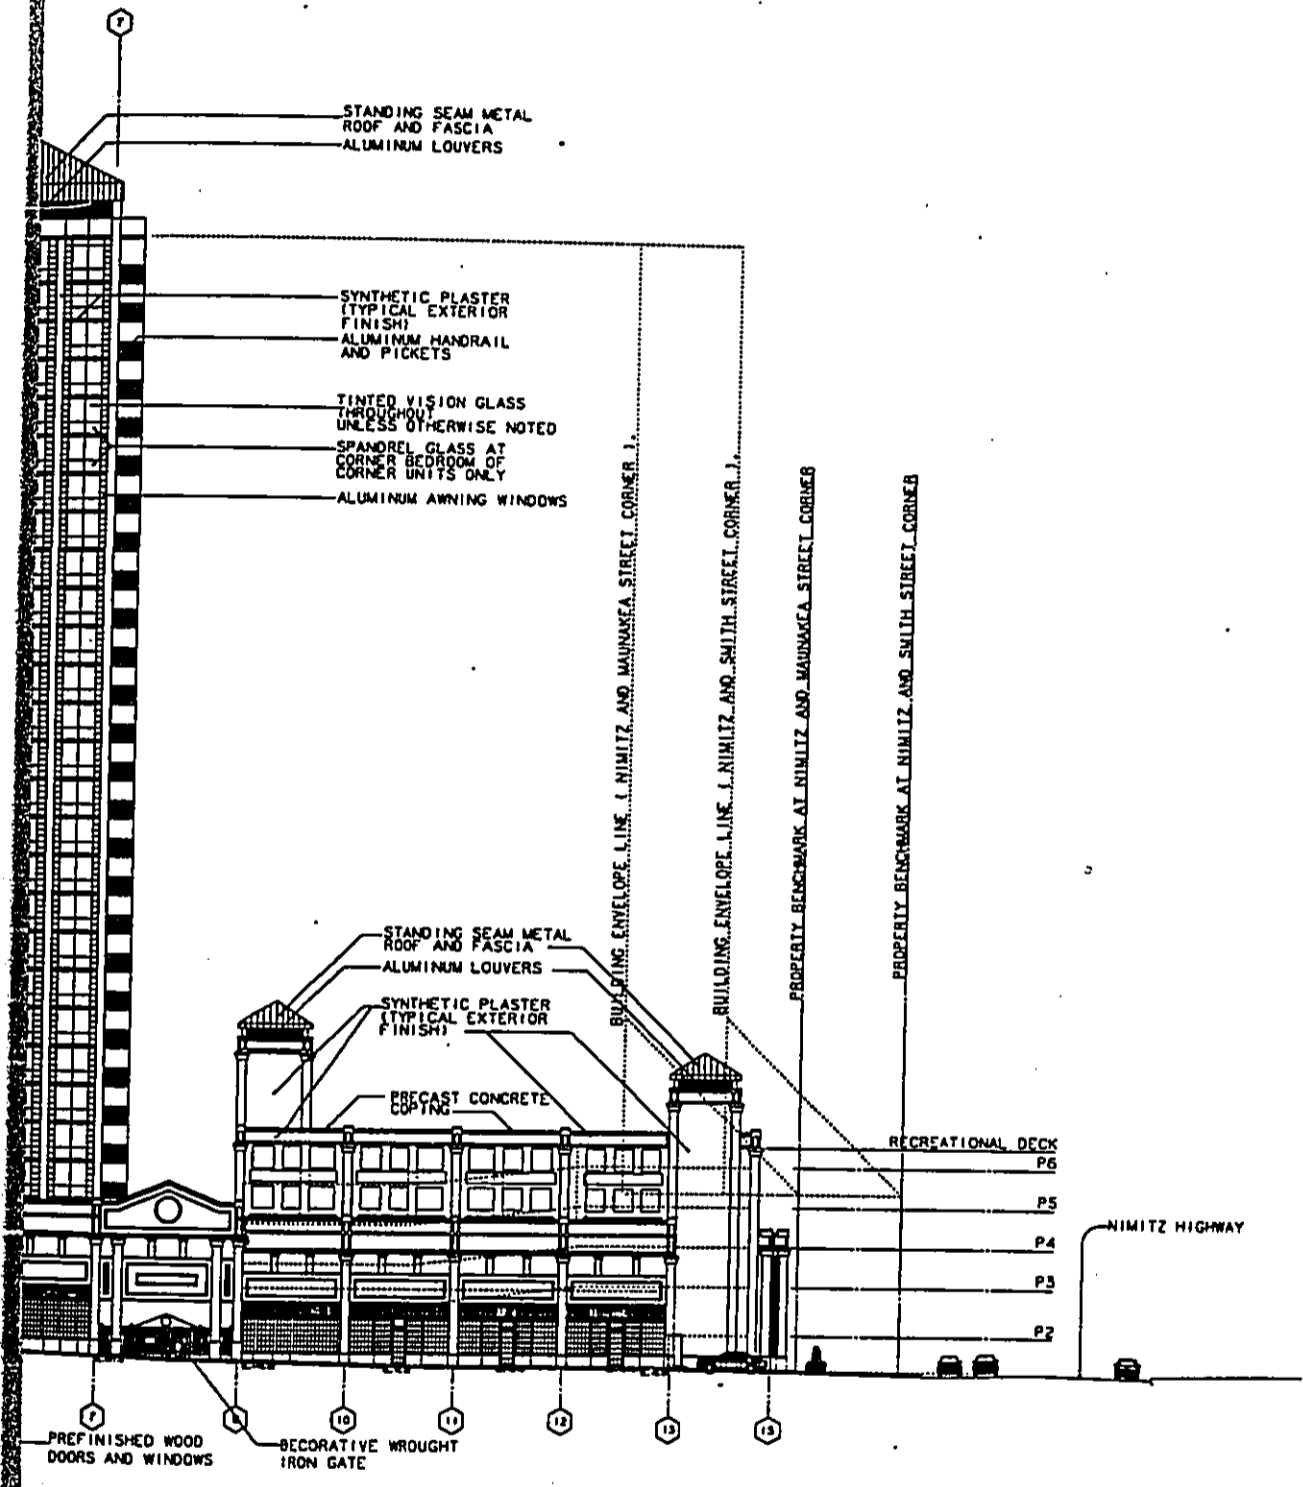 7
STANDING SEAM METAL
ROOF AND FASCIA
ALUMINUM LOUVERS
SYNTHETIC PLASTER
(TYPICAL EXTERIOR
FINISH)
ALUMINUM HANDRAIL
AND PICKETS
TINTED VISION GLASS
THROUGHOUT
UNLESS OTHERWISE NOTED
SPANDREL GLASS AT
CORNER BEDROOM OF
CORNER UNITS ONLY
ALUMINUM AWNING WINDOWS
BUILDING ENVELOPE LINE ( NIMITZ AND MAUNAKEA STREET CORNER ).
BUILDING ENVELOPE LINE ( NIMITZ AND SMITH STREET CORNER ).
PROPERTY BENCHMARK AT NIMITZ AND MAUNAKEA STREET CORNER
PROPERTY BENCHMARK AT NIMITZ AND SMITH STREET CORNER
STANDING SEAM METAL
ROOF AND FASCIA
ALUMINUM LOUVERS
SYNTHETIC PLASTER
(TYPICAL EXTERIOR
FINISH)
PRECAST CONCRETE
COPING
RECREATIONAL DECK
P6
P5
P4
P3
P2
NIMITZ HIGHWAY
7
10
11
12
13
15
PREFINISHED WOOD
DOORS AND WINDOWS
DECORATIVE WROUGHT
IRON GATE